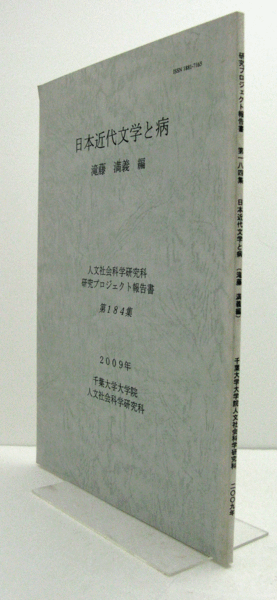 ISSN 1881-7165
日本近代文学と病
滝藤 満義 編
人文社会科学研究科
研究プロジェクト報告書
第184集
2009年
千葉大学大学院
人文社会科学研究科
研究プロジェクト報告書 第一八四集 日本近代文学と病 (滝藤 満義編) 千葉大学大学院人文社会科学研究科 二〇〇九年